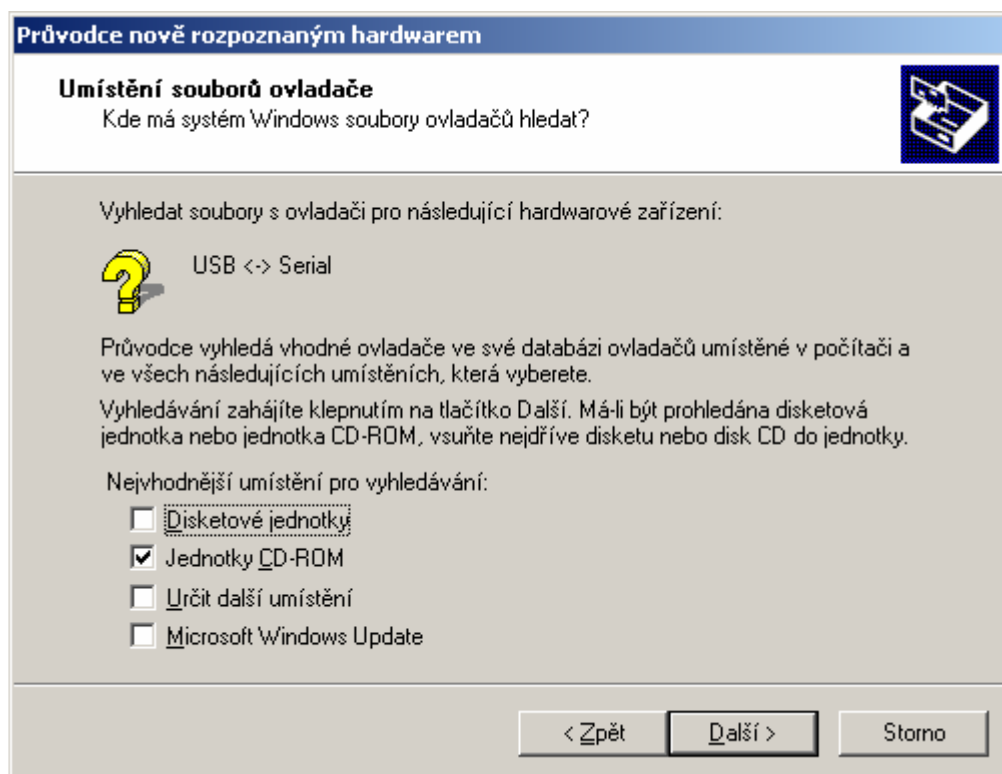 Průvodce nově rozpoznaným hardwarem
Umístění souborů ovladače
Kde má systém Windows soubory ovladačů hledat?
Vyhledat soubory s ovladači pro následující hardwarové zařízení:
USB <-> Serial
Průvodce vyhledá vhodné ovladače ve své databázi ovladačů umístěné v počítači a
ve všech následujících umístěních, která vyberete.
Vyhledávání zahájíte klepnutím na tlačítko Další. Má-li být prohledána disketová
jednotka nebo jednotka CD-ROM, vsuňte nejdříve disketu nebo disk CD do jednotky.
Nejvhodnější umístění pro vyhledávání:
Disketové jednotky
Jednotky CD-ROM
Určit další umístění
Microsoft Windows Update
< Zpět
Další >
Storno